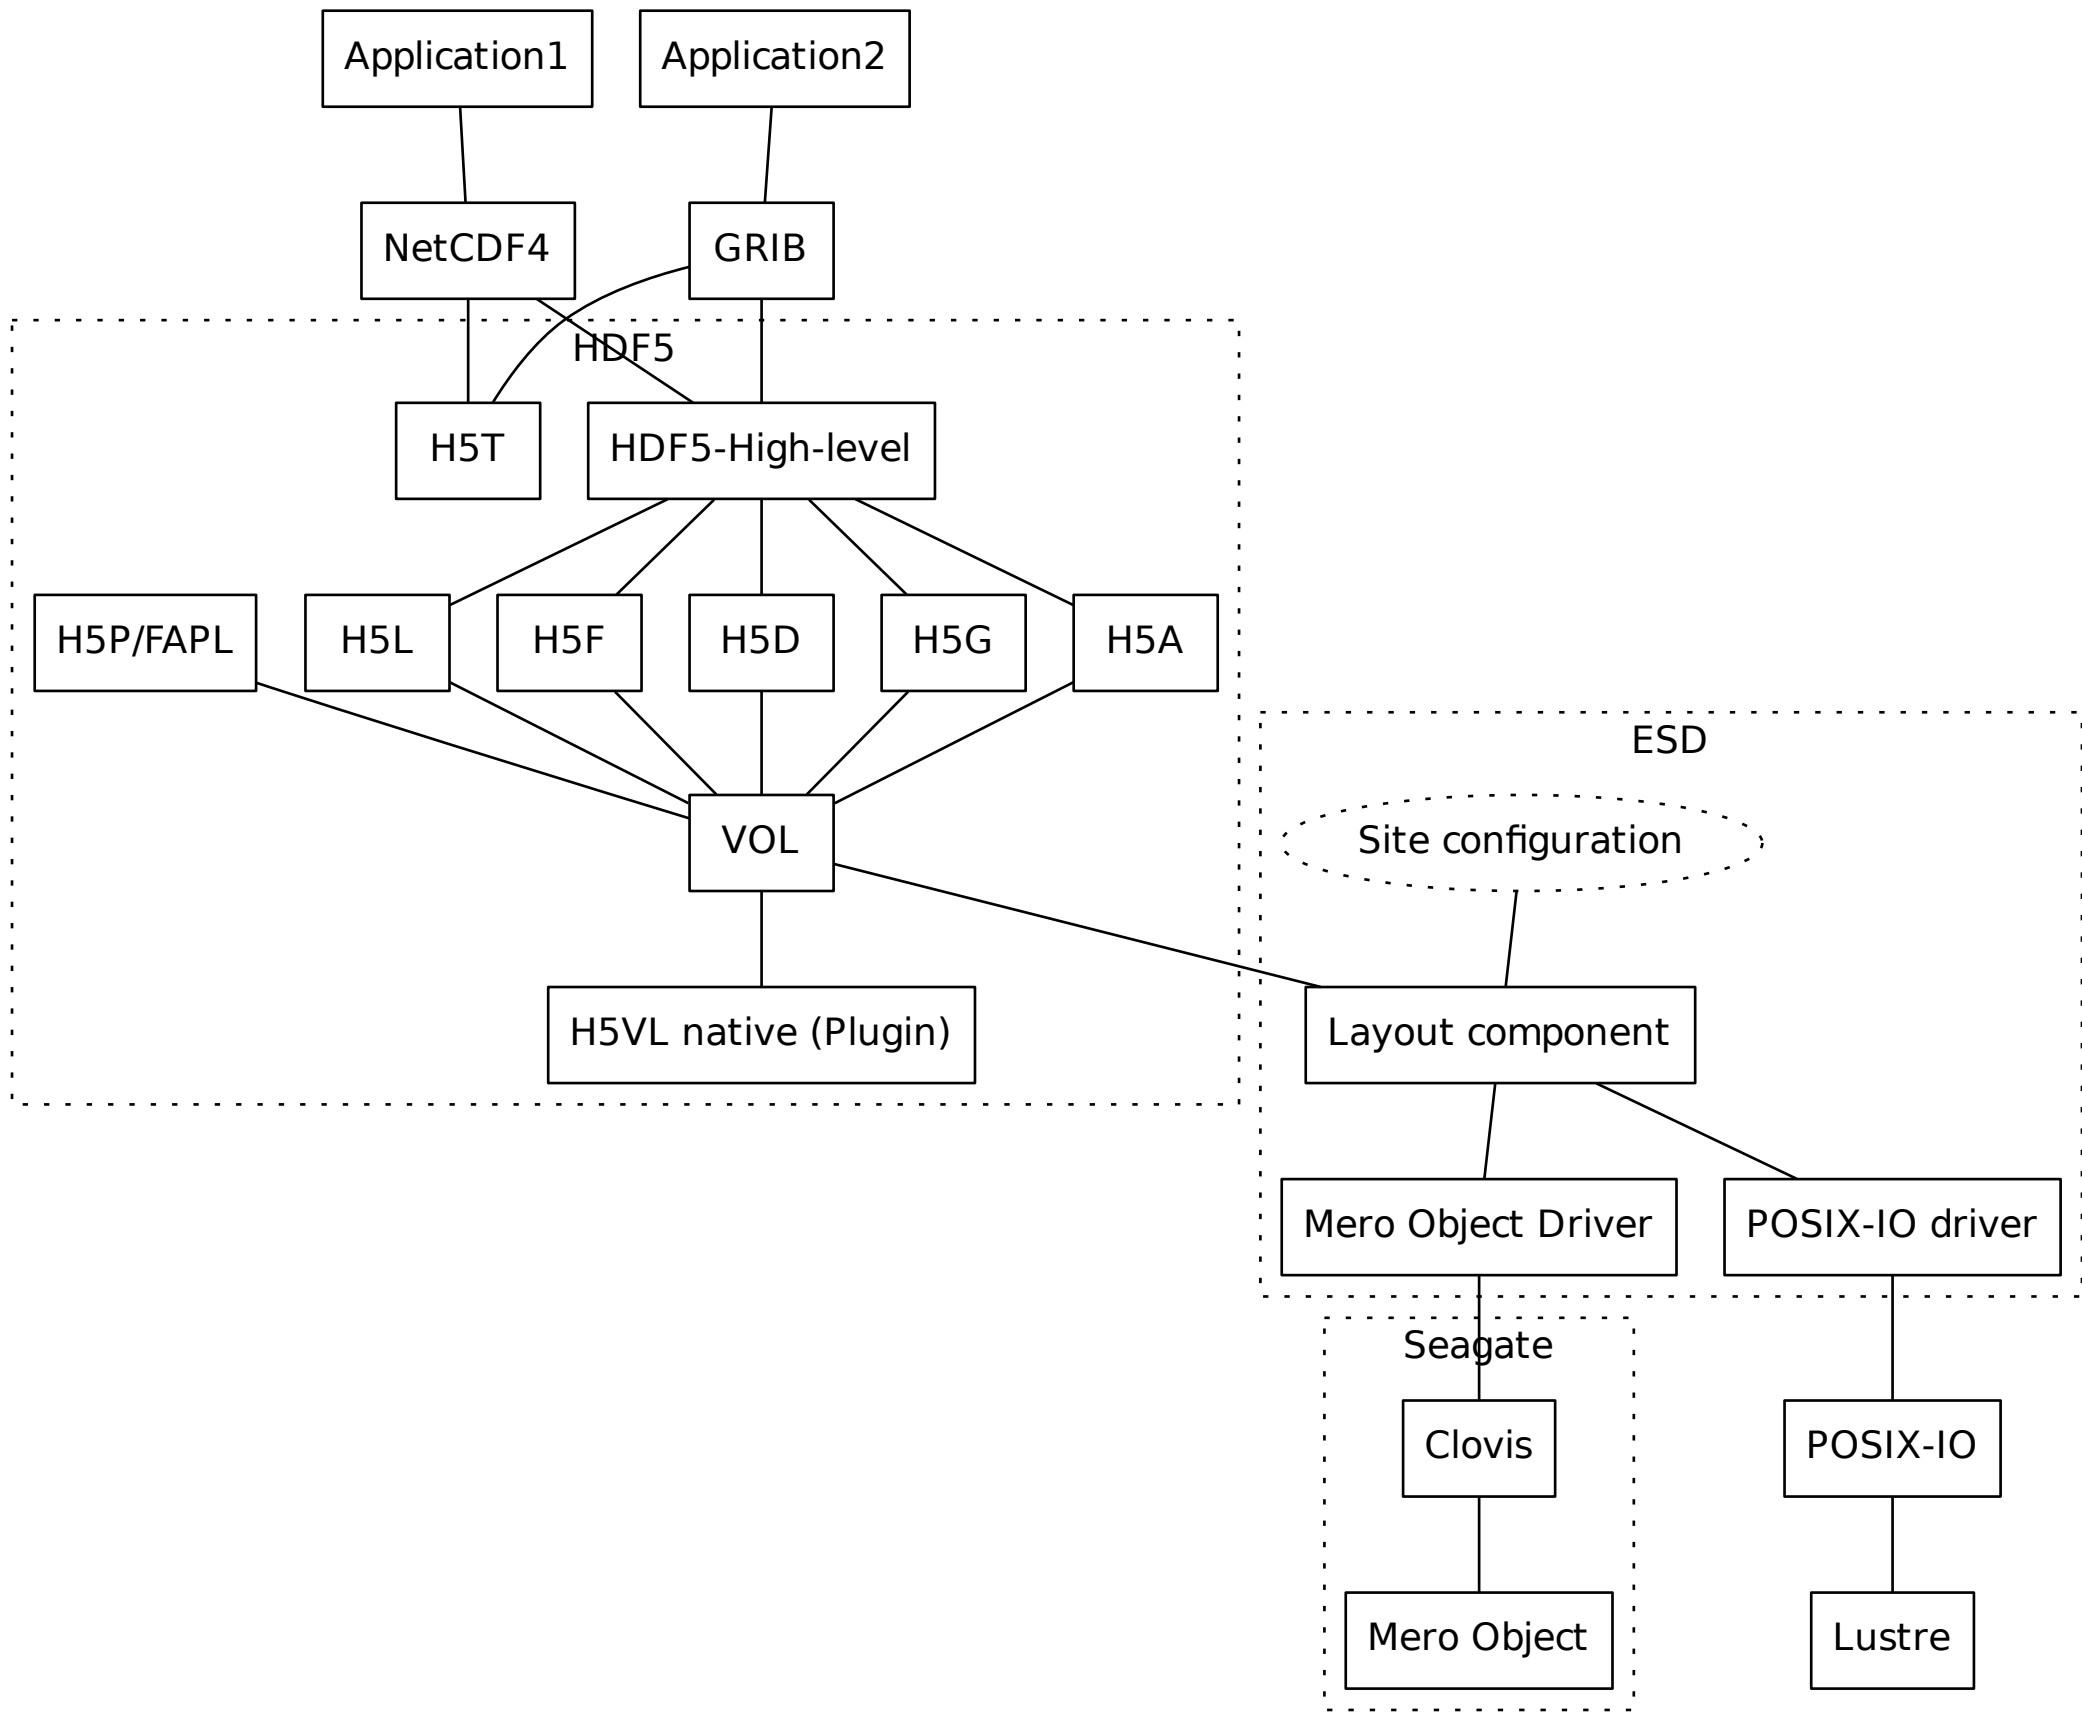 Application1
Application2
NetCDF4
GRIB
HDF5
H5T
HDF5-High-level
H5P/FAPL
H5L
H5F
H5D
H5G
H5A
ESD
VOL
Site configuration
H5VL native (Plugin)
Layout component
Mero Object Driver
POSIX-IO driver
Seagate
Clovis
POSIX-IO
Mero Object
Lustre